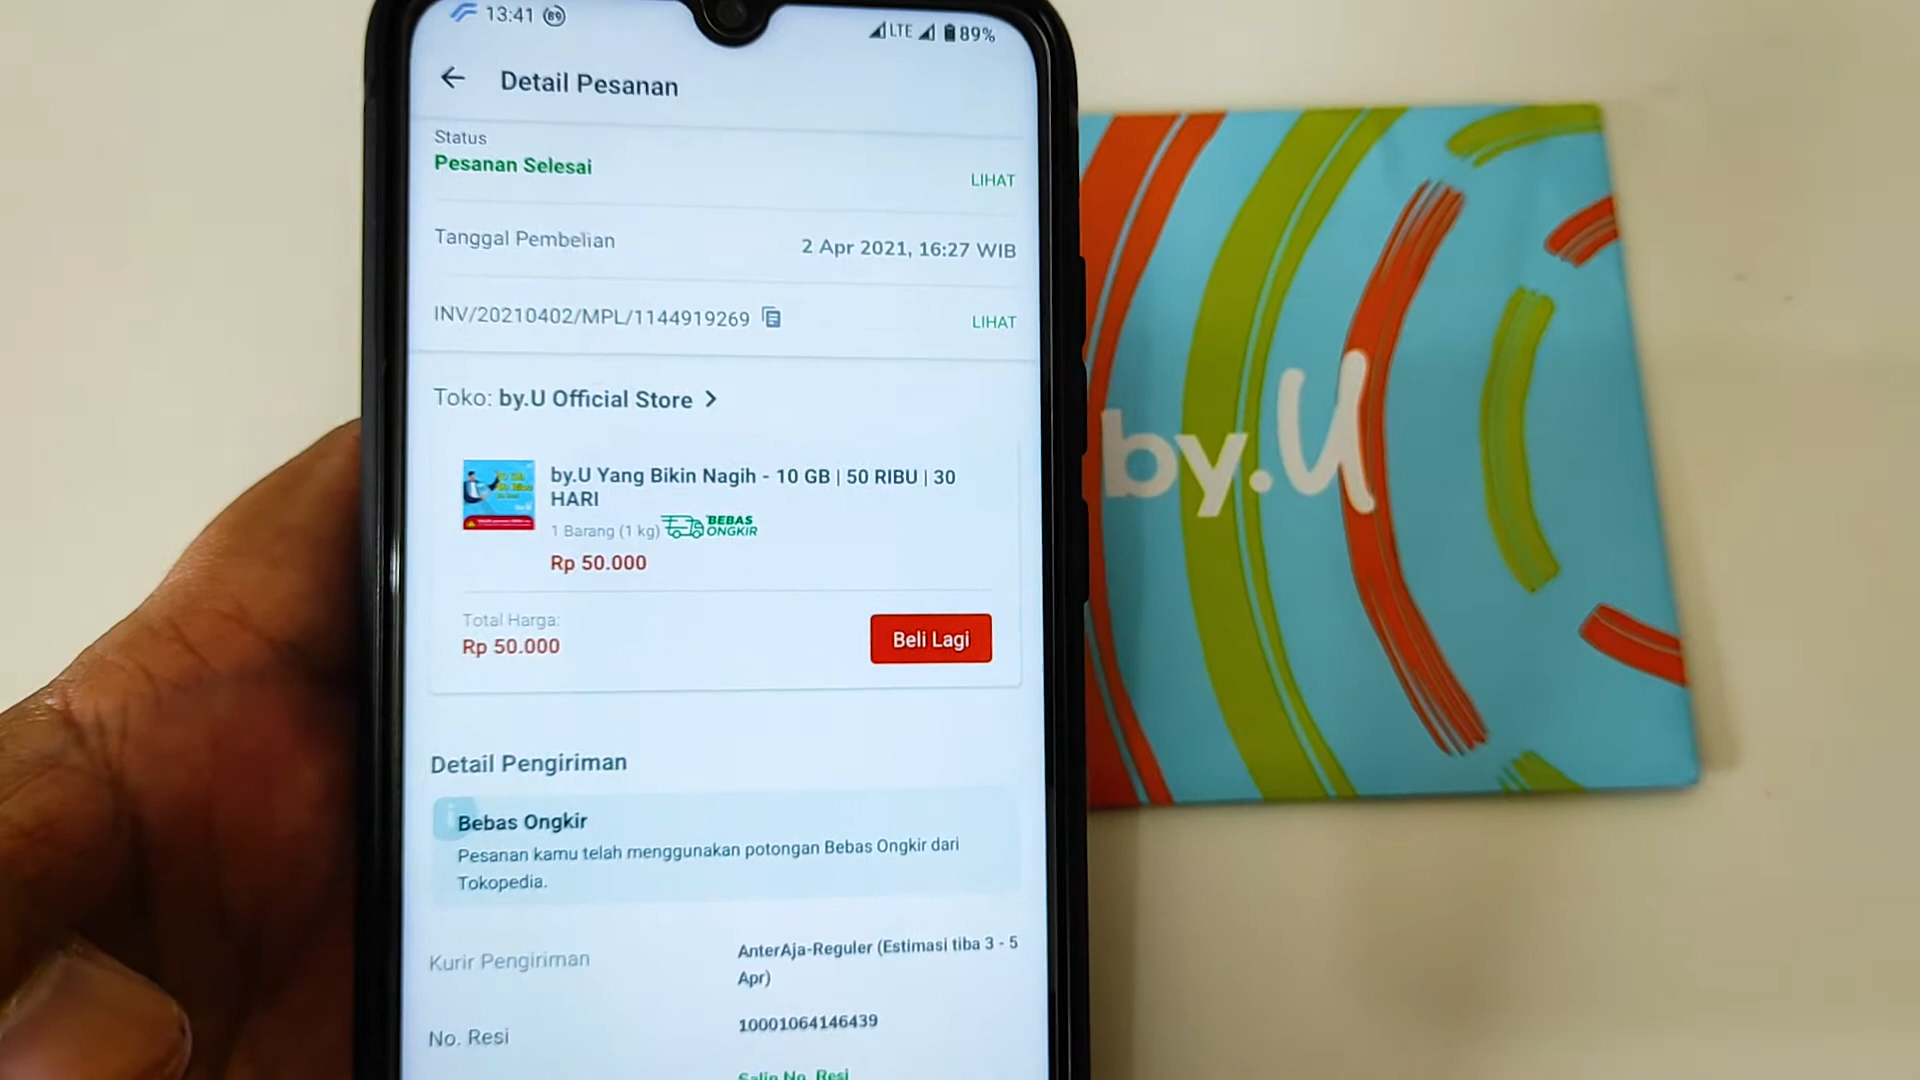 13:41 89
LTE 89%
Detail Pesanan
Status
Pesanan Selesai
LIHAT
Tanggal Pembelian
2 Apr 2021, 16:27 WIB
INV/20210402/MPL/1144919269
LIHAT
Toko: by.U Official Store
by.U Yang Bikin Nagih - 10 GB | 50 RIBU | 30
HARI
1 Barang (1 kg) BEBAS
ONGKIR
Rp 50.000
Total Harga:
Rp 50.000
Beli Lagi
Detail Pengiriman
Bebas Ongkir
Pesanan kamu telah menggunakan potongan Bebas Ongkir dari
Tokopedia.
Kurir Pengiriman
AnterAja-Reguler (Estimasi tiba 3 - 5
Apr)
No. Resi
10001064146439
Salin No. Resi
by.U